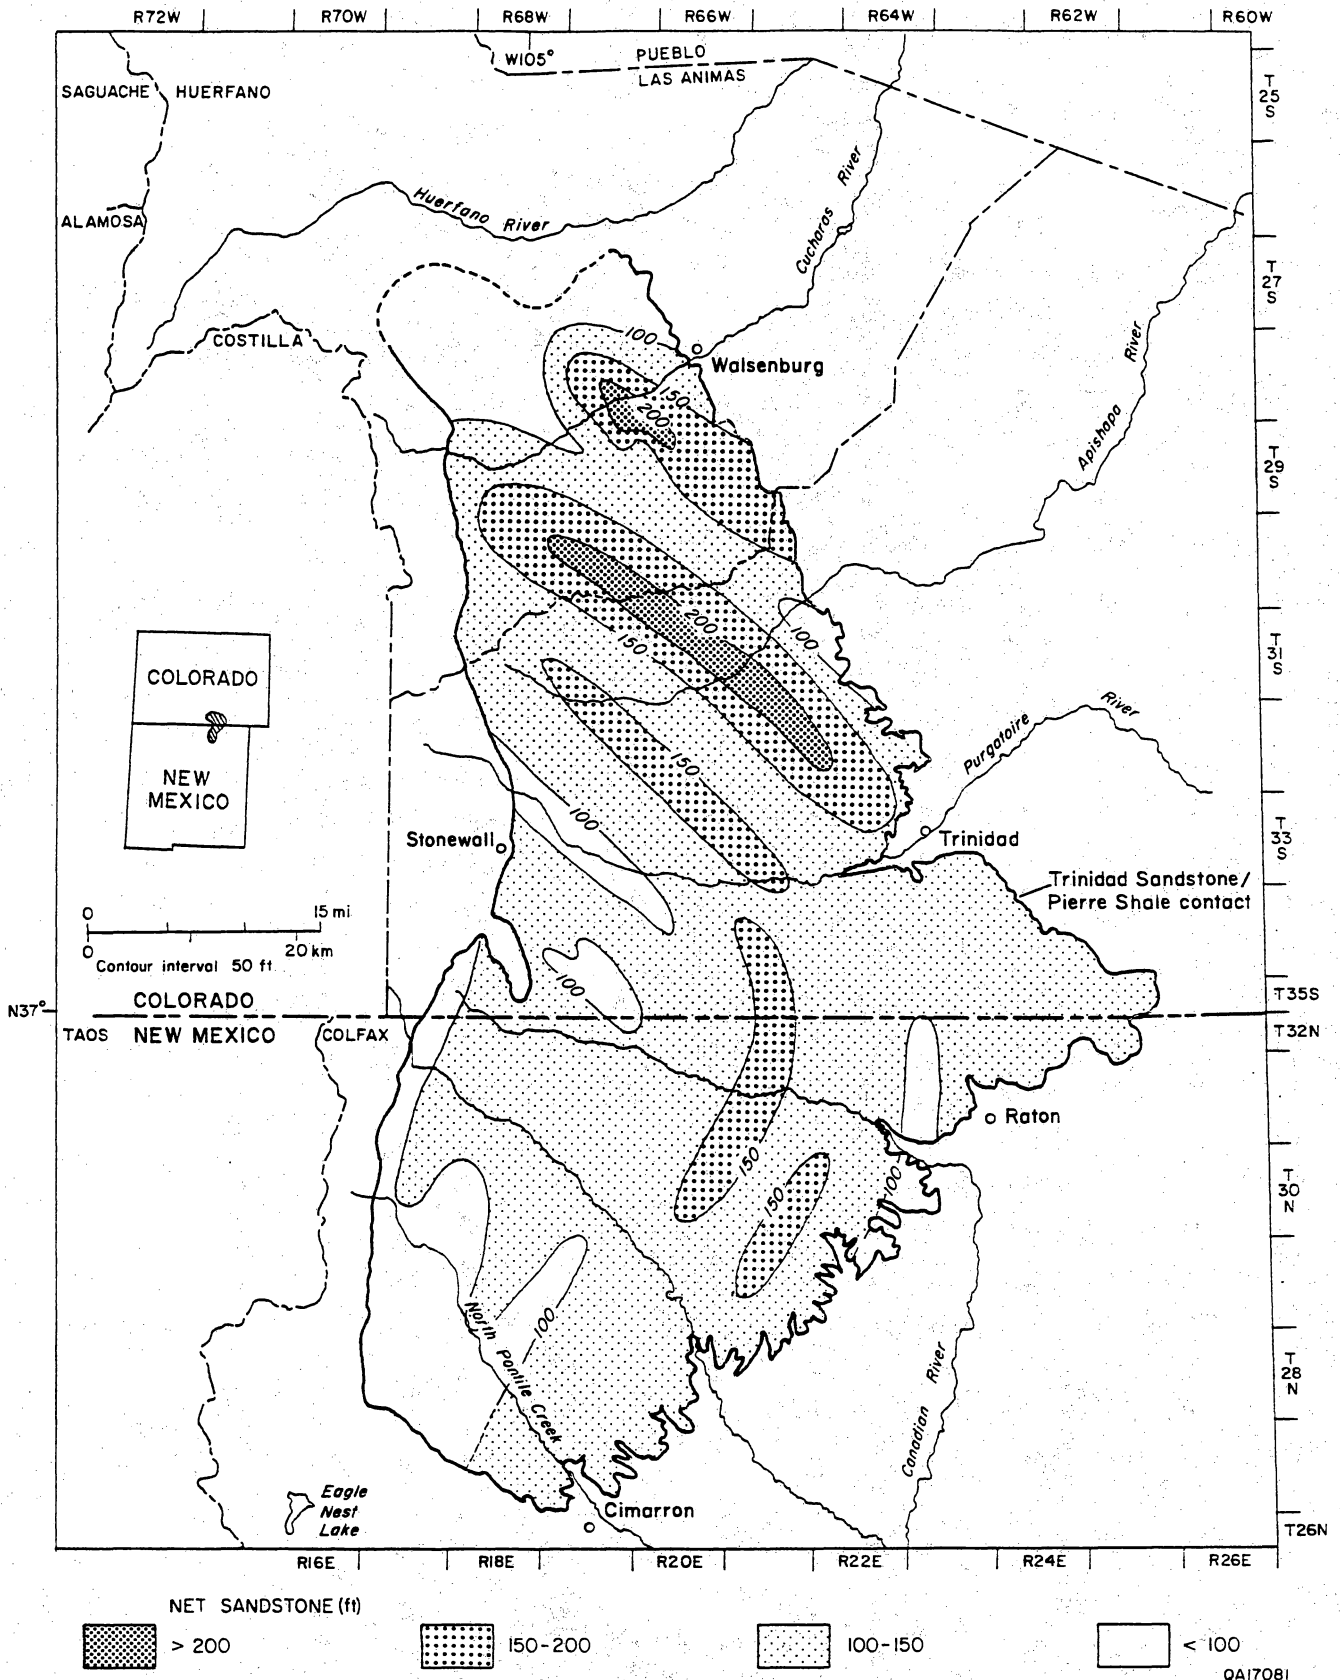 R72W R70W R68W R66W R64W R62W R60W
W105°
PUEBLO
LAS ANIMAS
SAGUACHE HUERFANO
T
25
S
River
ALAMOSA
Huerfano River
Cucharas
T
27
S
COSTILLA
100
Walsenburg
River
150
200
Apishapa
T
29
S
200
100
150
T
31
S
COLORADO
River
Purgatoire
150
NEW
MEXICO
100
Stonewall
Trinidad
T
33
S
Trinidad Sandstone/
Pierre Shale contact
0 15 mi
0 20 km
Contour interval 50 ft
100
N37°
COLORADO
T35S
TAOS NEW MEXICO COLFAX
T32N
Raton
150
150
100
T
30
N
North Pontile Creek
100
River
Canadian
T
28
N
Eagle
Nest
Lake
Cimarron
T26N
R16E R18E R20E R22E R24E R26E
NET SANDSTONE (ft)
> 200 150-200 100-150 < 100
QA17081